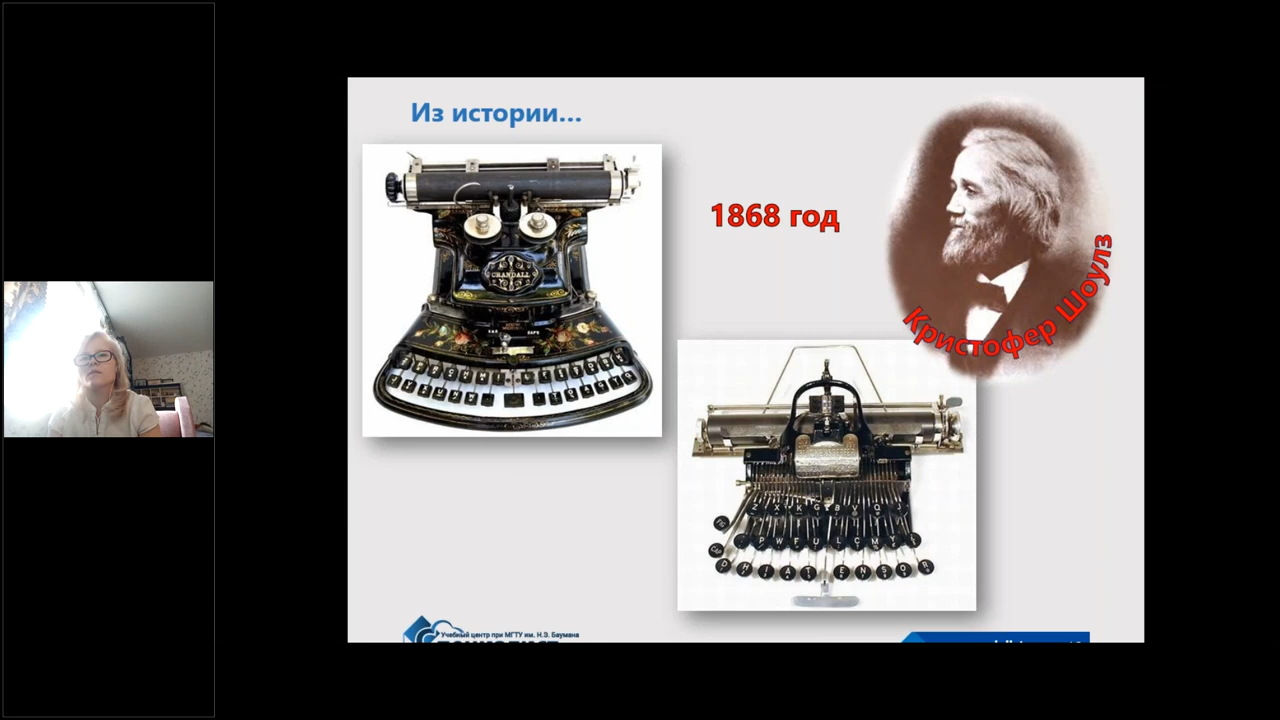 Из истории...
1868 год
Кристофер Шоулз
CRANDALL
Z X K G B V Q J
P W F U L C M Y
D H I A T E N S O R
Учебный центр при МГТУ им. Н.Э. Баумана